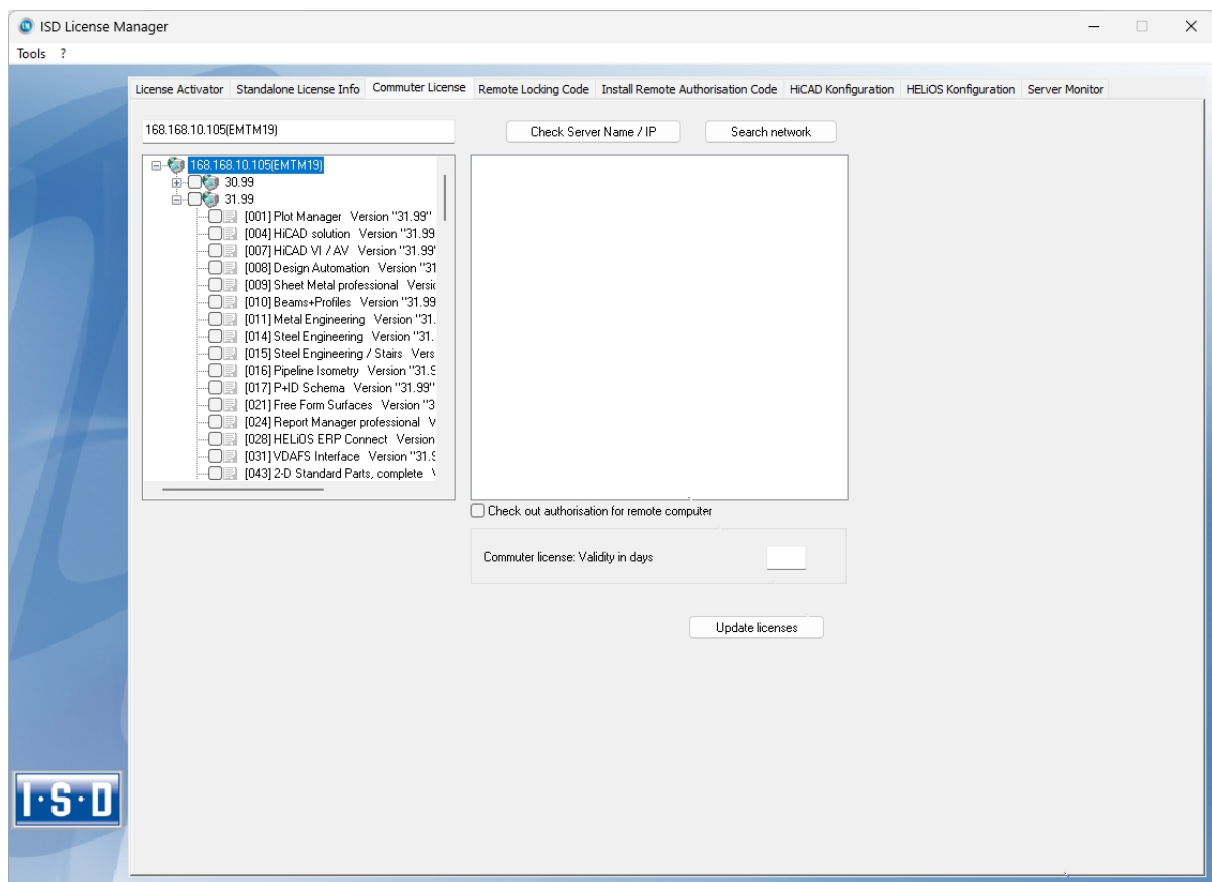 ISD License Manager
Tools ?
License Activator Standalone License Info Commuter License Remote Locking Code Install Remote Authorisation Code HiCAD Konfiguration HELiOS Konfiguration Server Monitor
168.168.10.105(EMTM19) Check Server Name / IP Search network
168.168.10.105(EMTM19)
30.99
31.99
[001] Plot Manager Version "31.99"
[004] HiCAD solution Version "31.99
[007] HiCAD VI / AV Version "31.99"
[008] Design Automation Version "31
[009] Sheet Metal professional Versio
[010] Beams+Profiles Version "31.99
[011] Metal Engineering Version "31.
[014] Steel Engineering Version "31.
[015] Steel Engineering / Stairs Vers
[016] Pipeline Isometry Version "31.9
[017] P+ID Schema Version "31.99"
[021] Free Form Surfaces Version "3
[024] Report Manager professional V
[028] HELiOS ERP Connect Version
[031] VDAFS Interface Version "31.9
[043] 2-D Standard Parts, complete V
Check out authorisation for remote computer
Commuter license: Validity in days
Update licenses
I·S·D